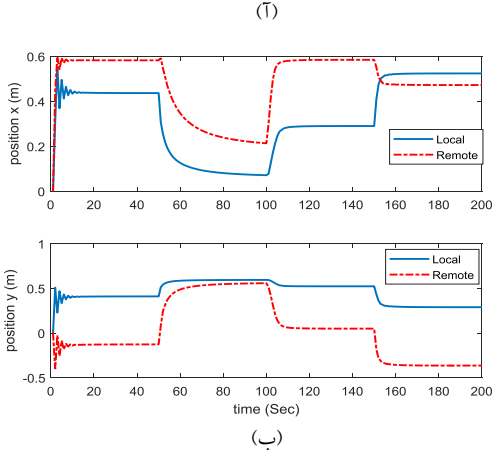 (آ)
0.6
0.4
0.2
0
position x (m)
Local
Remote
0 20 40 60 80 100 120 140 160 180 200
1
0.5
0
-0.5
position y (m)
Local
Remote
0 20 40 60 80 100 120 140 160 180 200
time (Sec)
(ب)